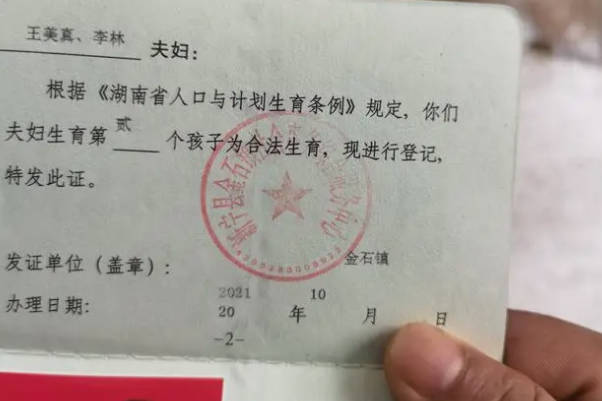 王美真、李林 夫妇：
根据《湖南省人口与计划生育条例》规定，你们
夫妇生育第 贰 个孩子为合法生育，现进行登记，
特发此证。
发证单位（盖章）： 金石镇
2021 10
办理日期： 20 年 月 日
-2-